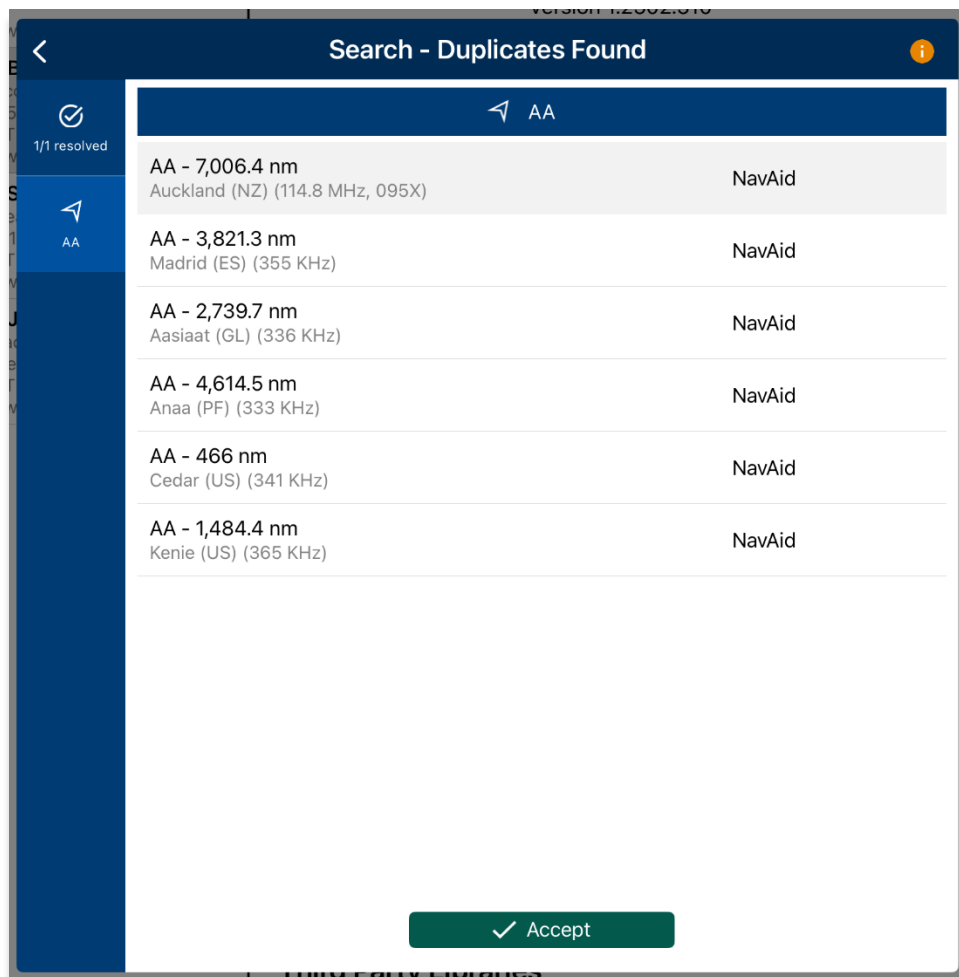 Search - Duplicates Found
1/1 resolved
AA
AA
AA - 7,006.4 nm
Auckland (NZ) (114.8 MHz, 095X)
NavAid
AA - 3,821.3 nm
Madrid (ES) (355 KHz)
NavAid
AA - 2,739.7 nm
Aasiaat (GL) (336 KHz)
NavAid
AA - 4,614.5 nm
Anaa (PF) (333 KHz)
NavAid
AA - 466 nm
Cedar (US) (341 KHz)
NavAid
AA - 1,484.4 nm
Kenie (US) (365 KHz)
NavAid
Accept
Third Party Libraries